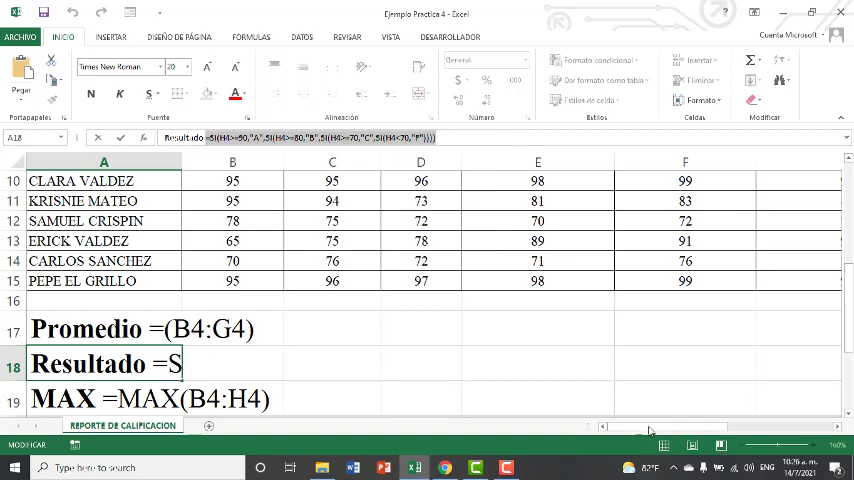 Ejemplo Practica 4 - Excel
ARCHIVO INICIO INSERTAR DISEÑO DE PÁGINA FÓRMULAS DATOS REVISAR VISTA DESARROLLADOR Cuenta Microsoft
Pegar
Times New Roman 20
N K S
General
$ % 000
Formato condicional
Dar formato como tabla
Estilos de celda
Insertar
Eliminar
Formato
Portapapeles Fuente Alineación Número Estilos Celdas Modificar
A18 Resultado =SI(H4>=90,"A",SI(H4>=80,"B",SI(H4>=70,"C",SI(H4<70,"F"))))
A B C D E F
10 CLARA VALDEZ 95 95 96 98 99
11 KRISNIE MATEO 95 94 73 81 83
12 SAMUEL CRISPIN 78 75 72 70 72
13 ERICK VALDEZ 65 75 78 89 91
14 CARLOS SANCHEZ 70 76 72 71 76
15 PEPE EL GRILLO 95 96 97 98 99
16
17 Promedio =(B4:G4)
18 Resultado =S
19 MAX =MAX(B4:H4)
REPORTE DE CALIFICACION
MODIFICAR 160%
Type here to search 82°F ENG 10:26 a. m.
14/7/2021